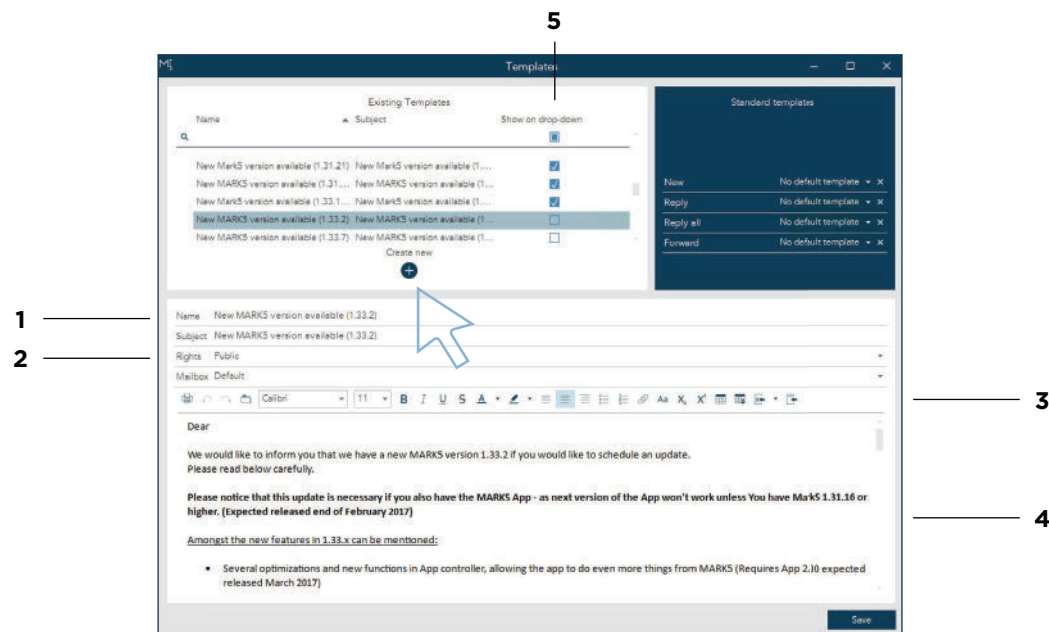 5
Templates
Existing Templates
Name Subject Show on drop-down
New Mark5 version available (1.31.21) New Mark5 version available (1....
New MARK5 version available (1.31.... New MARK5 version available (1...
New Mark5 version available (1.33.1... New Mark5 version available (1....
New MARK5 version available (1.33.2) New MARK5 version available (1...
New MARK5 version available (1.33.7) New MARK5 version available (1...
Create new
Standard templates
New No default template
Reply No default template
Reply all No default template
Forward No default template
1
Name New MARK5 version available (1.33.2)
Subject New MARK5 version available (1.33.2)
2
Rights Public
Mailbox Default
Calibri 11 B I U S A Aa X, X'
3
Dear
We would like to inform you that we have a new MARK5 version 1.33.2 if you would like to schedule an update.
Please read below carefully.
Please notice that this update is necessary if you also have the MARK5 App - as next version of the App won't work unless You have Mark5 1.31.16 or
higher. (Expected released end of February 2017)
4
Amongst the new features in 1.33.x can be mentioned:
• Several optimizations and new functions in App controller, allowing the app to do even more things from MARK5 (Requires App 2.10 expected
released March 2017)
Save